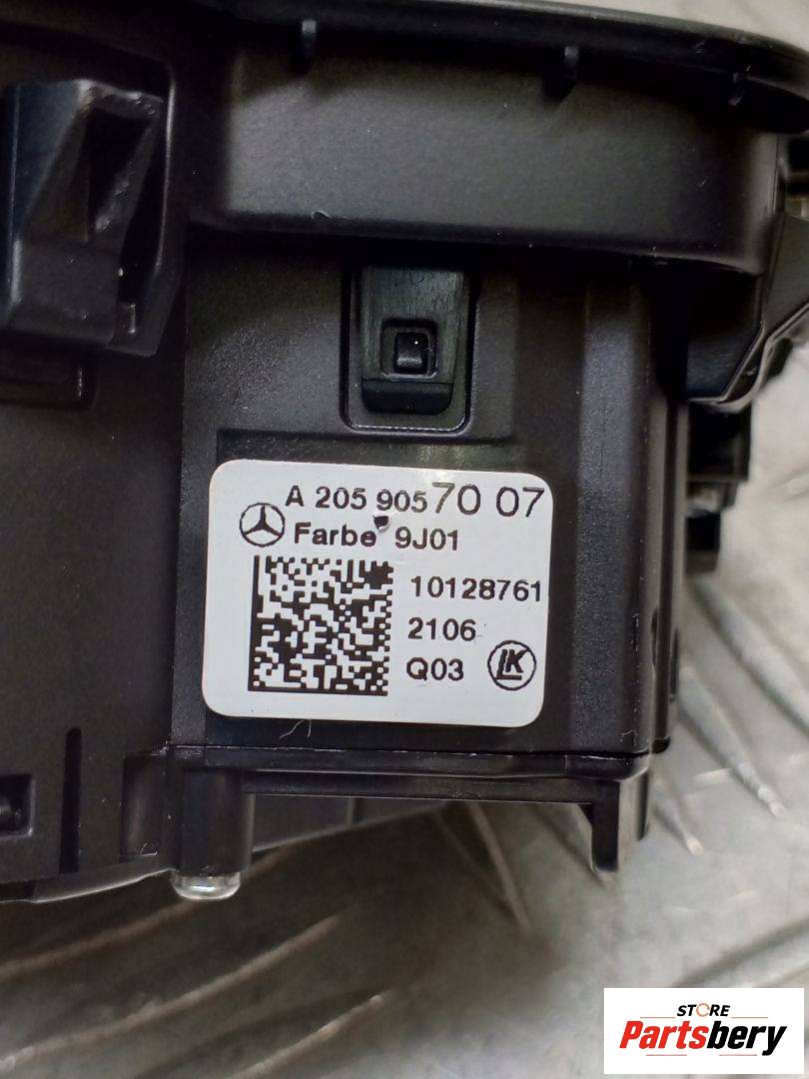 A 205 905 70 07
Farbe 9J01
10128761
2106
Q03
LK
STORE
Partsbery